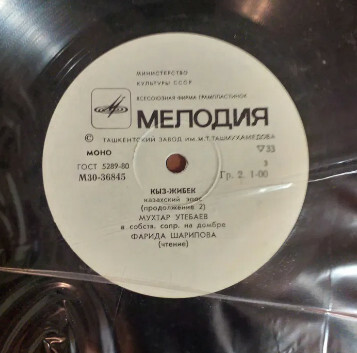 МИНИСТЕРСТВО
КУЛЬТУРЫ СССР
ВСЕСОЮЗНАЯ ФИРМА ГРАМПЛАСТИНОК
МЕЛОДИЯ
© ТАШКЕНТСКИЙ ЗАВОД им. М.Т.ТАШМУХАМЕДОВА
МОНО
▽33
ГОСТ 5289-80
3
М30-36845
Гр. 2. 1-00
КЫЗ-ЖИБЕК
казахский эпос
(продолжение 2)
МУХТАР УТЕБАЕВ
в собств. сопр. на домбре
ФАРИДА ШАРИПОВА
(чтение)